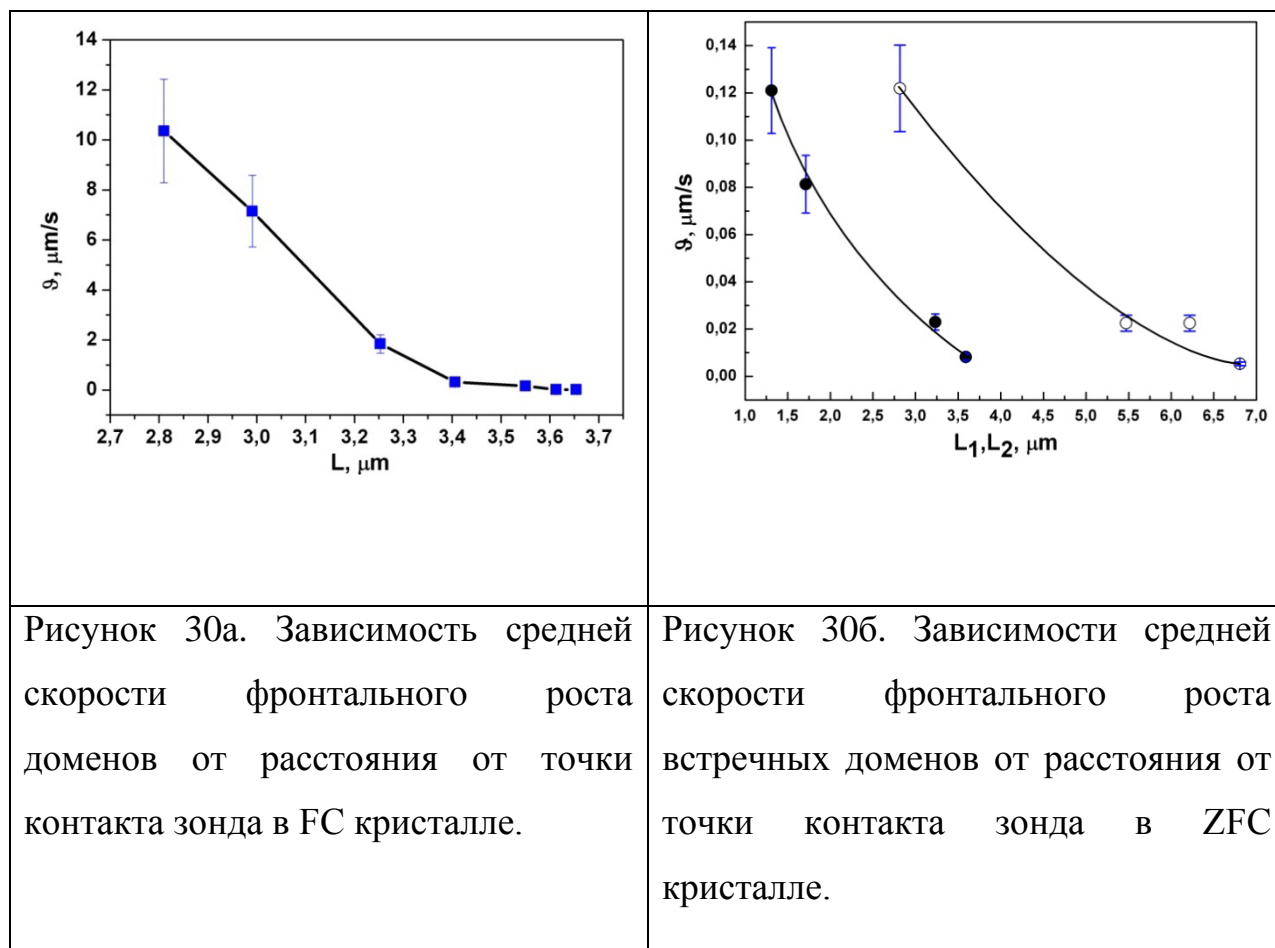 14
12
10
8
6
4
2
0
ϑ, μm/s
2,7 2,8 2,9 3,0 3,1 3,2 3,3 3,4 3,5 3,6 3,7
L, μm
0,14
0,12
0,10
0,08
0,06
0,04
0,02
0,00
ϑ, μm/s
1,0 1,5 2,0 2,5 3,0 3,5 4,0 4,5 5,0 5,5 6,0 6,5 7,0
L₁,L₂, μm
Рисунок 30а. Зависимость средней
скорости фронтального роста
доменов от расстояния от точки
контакта зонда в FC кристалле.
Рисунок 30б. Зависимости средней
скорости фронтального роста
встречных доменов от расстояния от
точки контакта зонда в ZFC
кристалле.